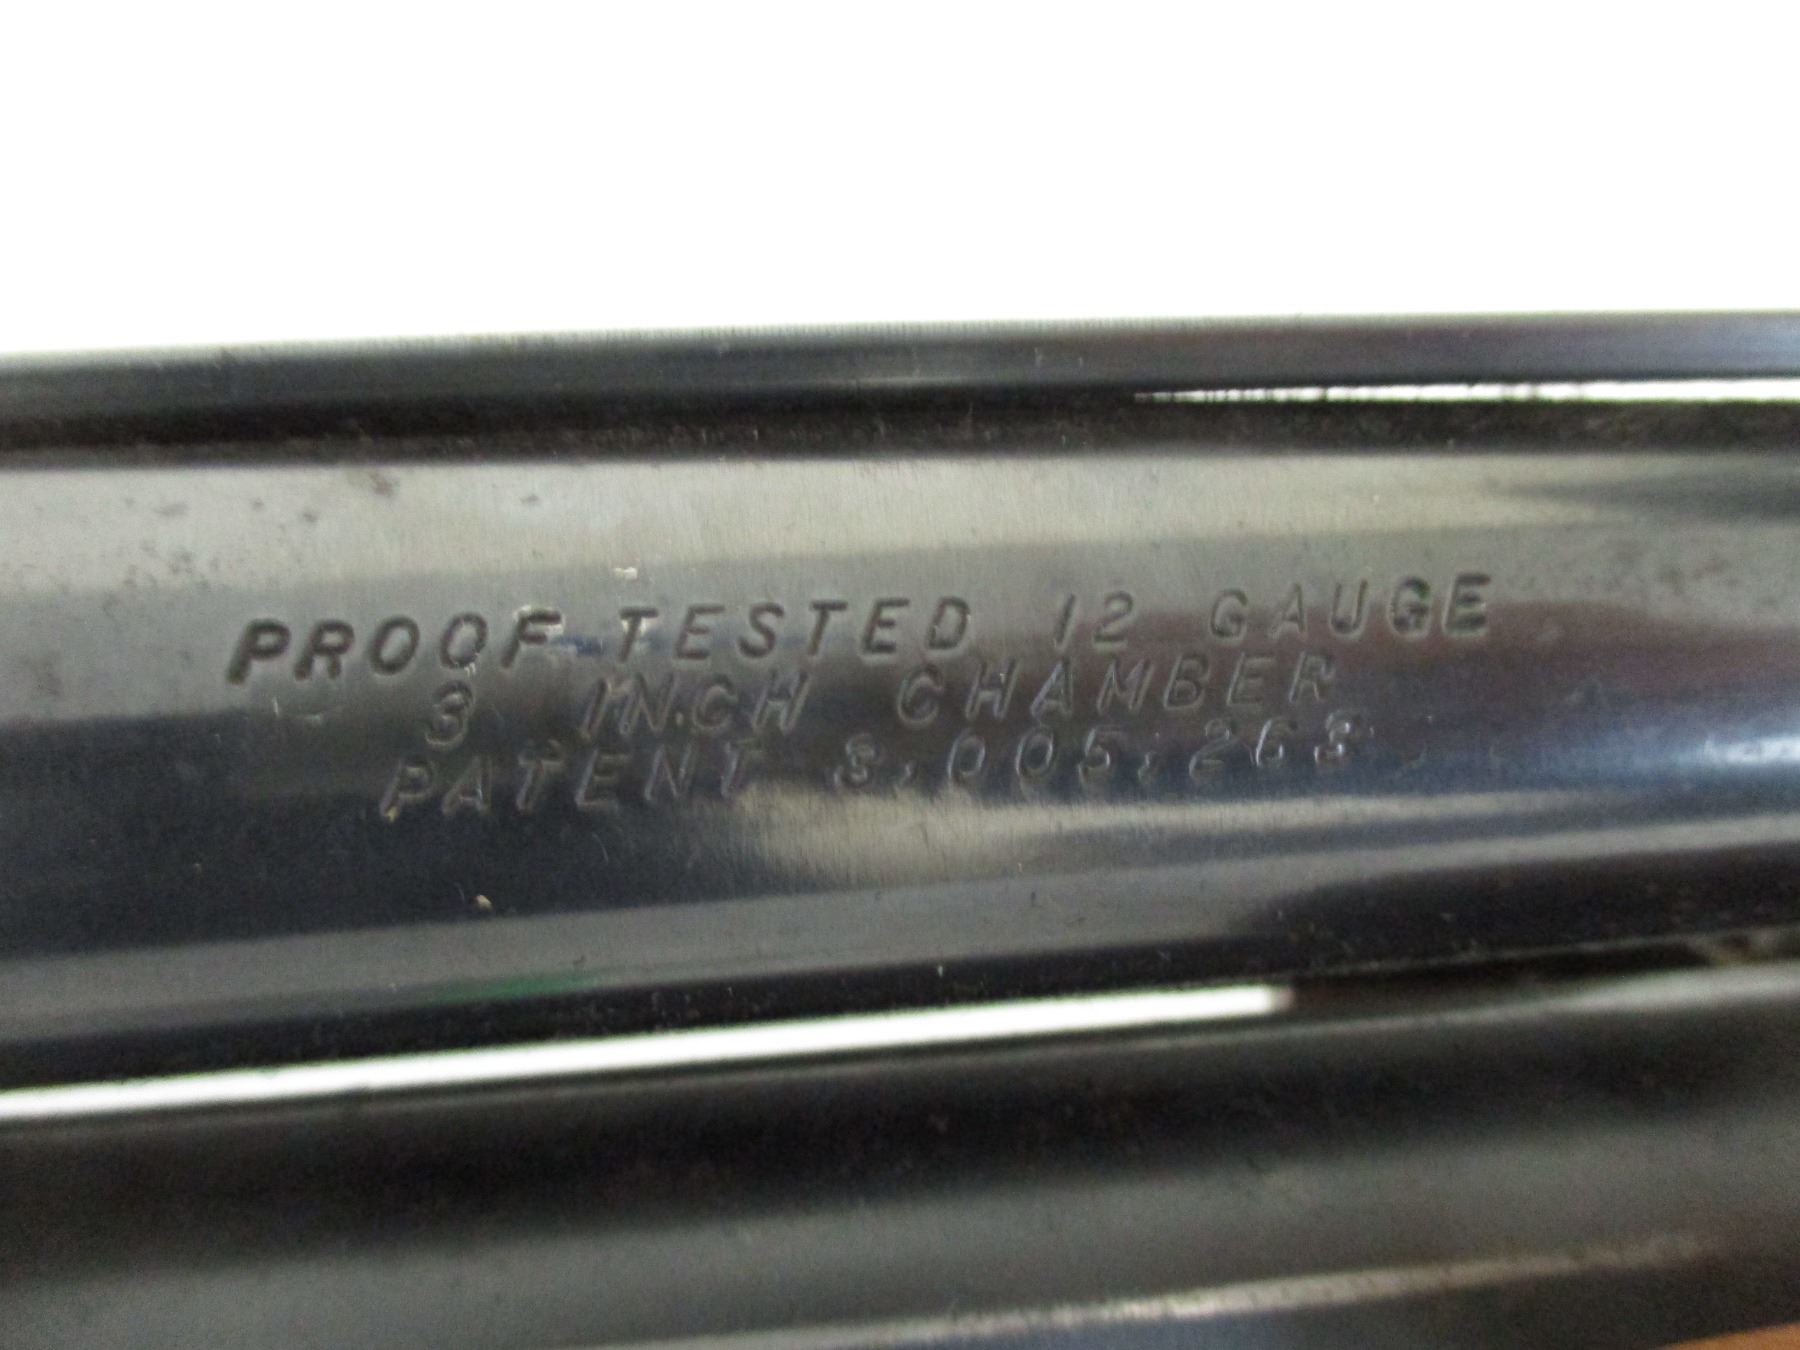 PROOF-TESTED 12 GAUGE
3 INCH CHAMBER
PATENT 3,005,263